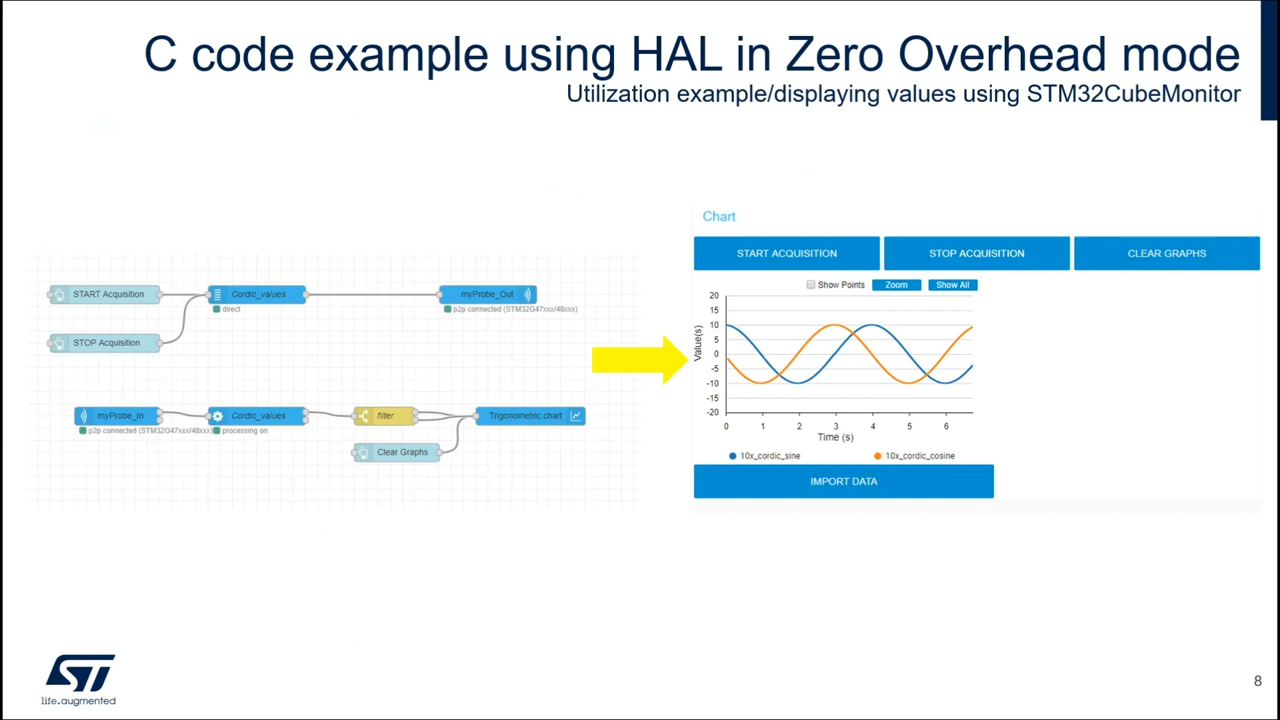 C code example using HAL in Zero Overhead mode
Utilization example/displaying values using STM32CubeMonitor
START Acquisition
Cordic_values
direct
myProbe_Out
p2p connected (STM32G47xxx/48xxx)
STOP Acquisition
myProbe_In
p2p connected (STM32G47xxx/48xxx)
Cordic_values
processing on
filter
Trigonometric chart
Clear Graphs
Chart
START ACQUISITION
STOP ACQUISITION
CLEAR GRAPHS
Show Points
Zoom
Show All
Value(s)
20
15
10
5
0
-5
-10
-15
-20
0 1 2 3 4 5 6
Time (s)
10x_cordic_sine
10x_cordic_cosine
IMPORT DATA
ST
life.augmented
8